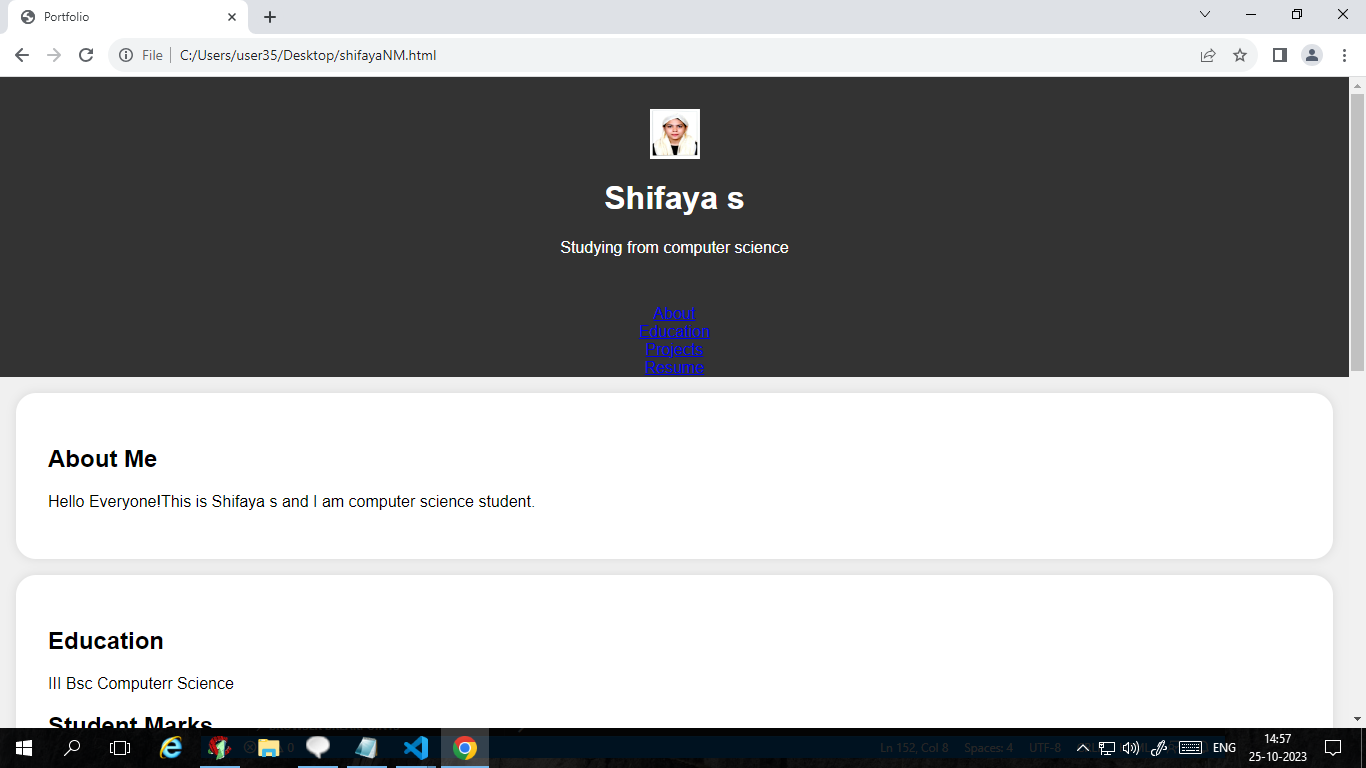 Portfolio
File
C:/Users/user35/Desktop/shifayaNM.html
Shifaya s
Studying from computer science
About
Education
Projects
Resume
About Me
Hello Everyone!This is Shifaya s and I am computer science student.
Education
III Bsc Computerr Science
Student Marks
0
Ln 152, Col 8
Spaces: 4
UTF-8
ENG
14:57
25-10-2023